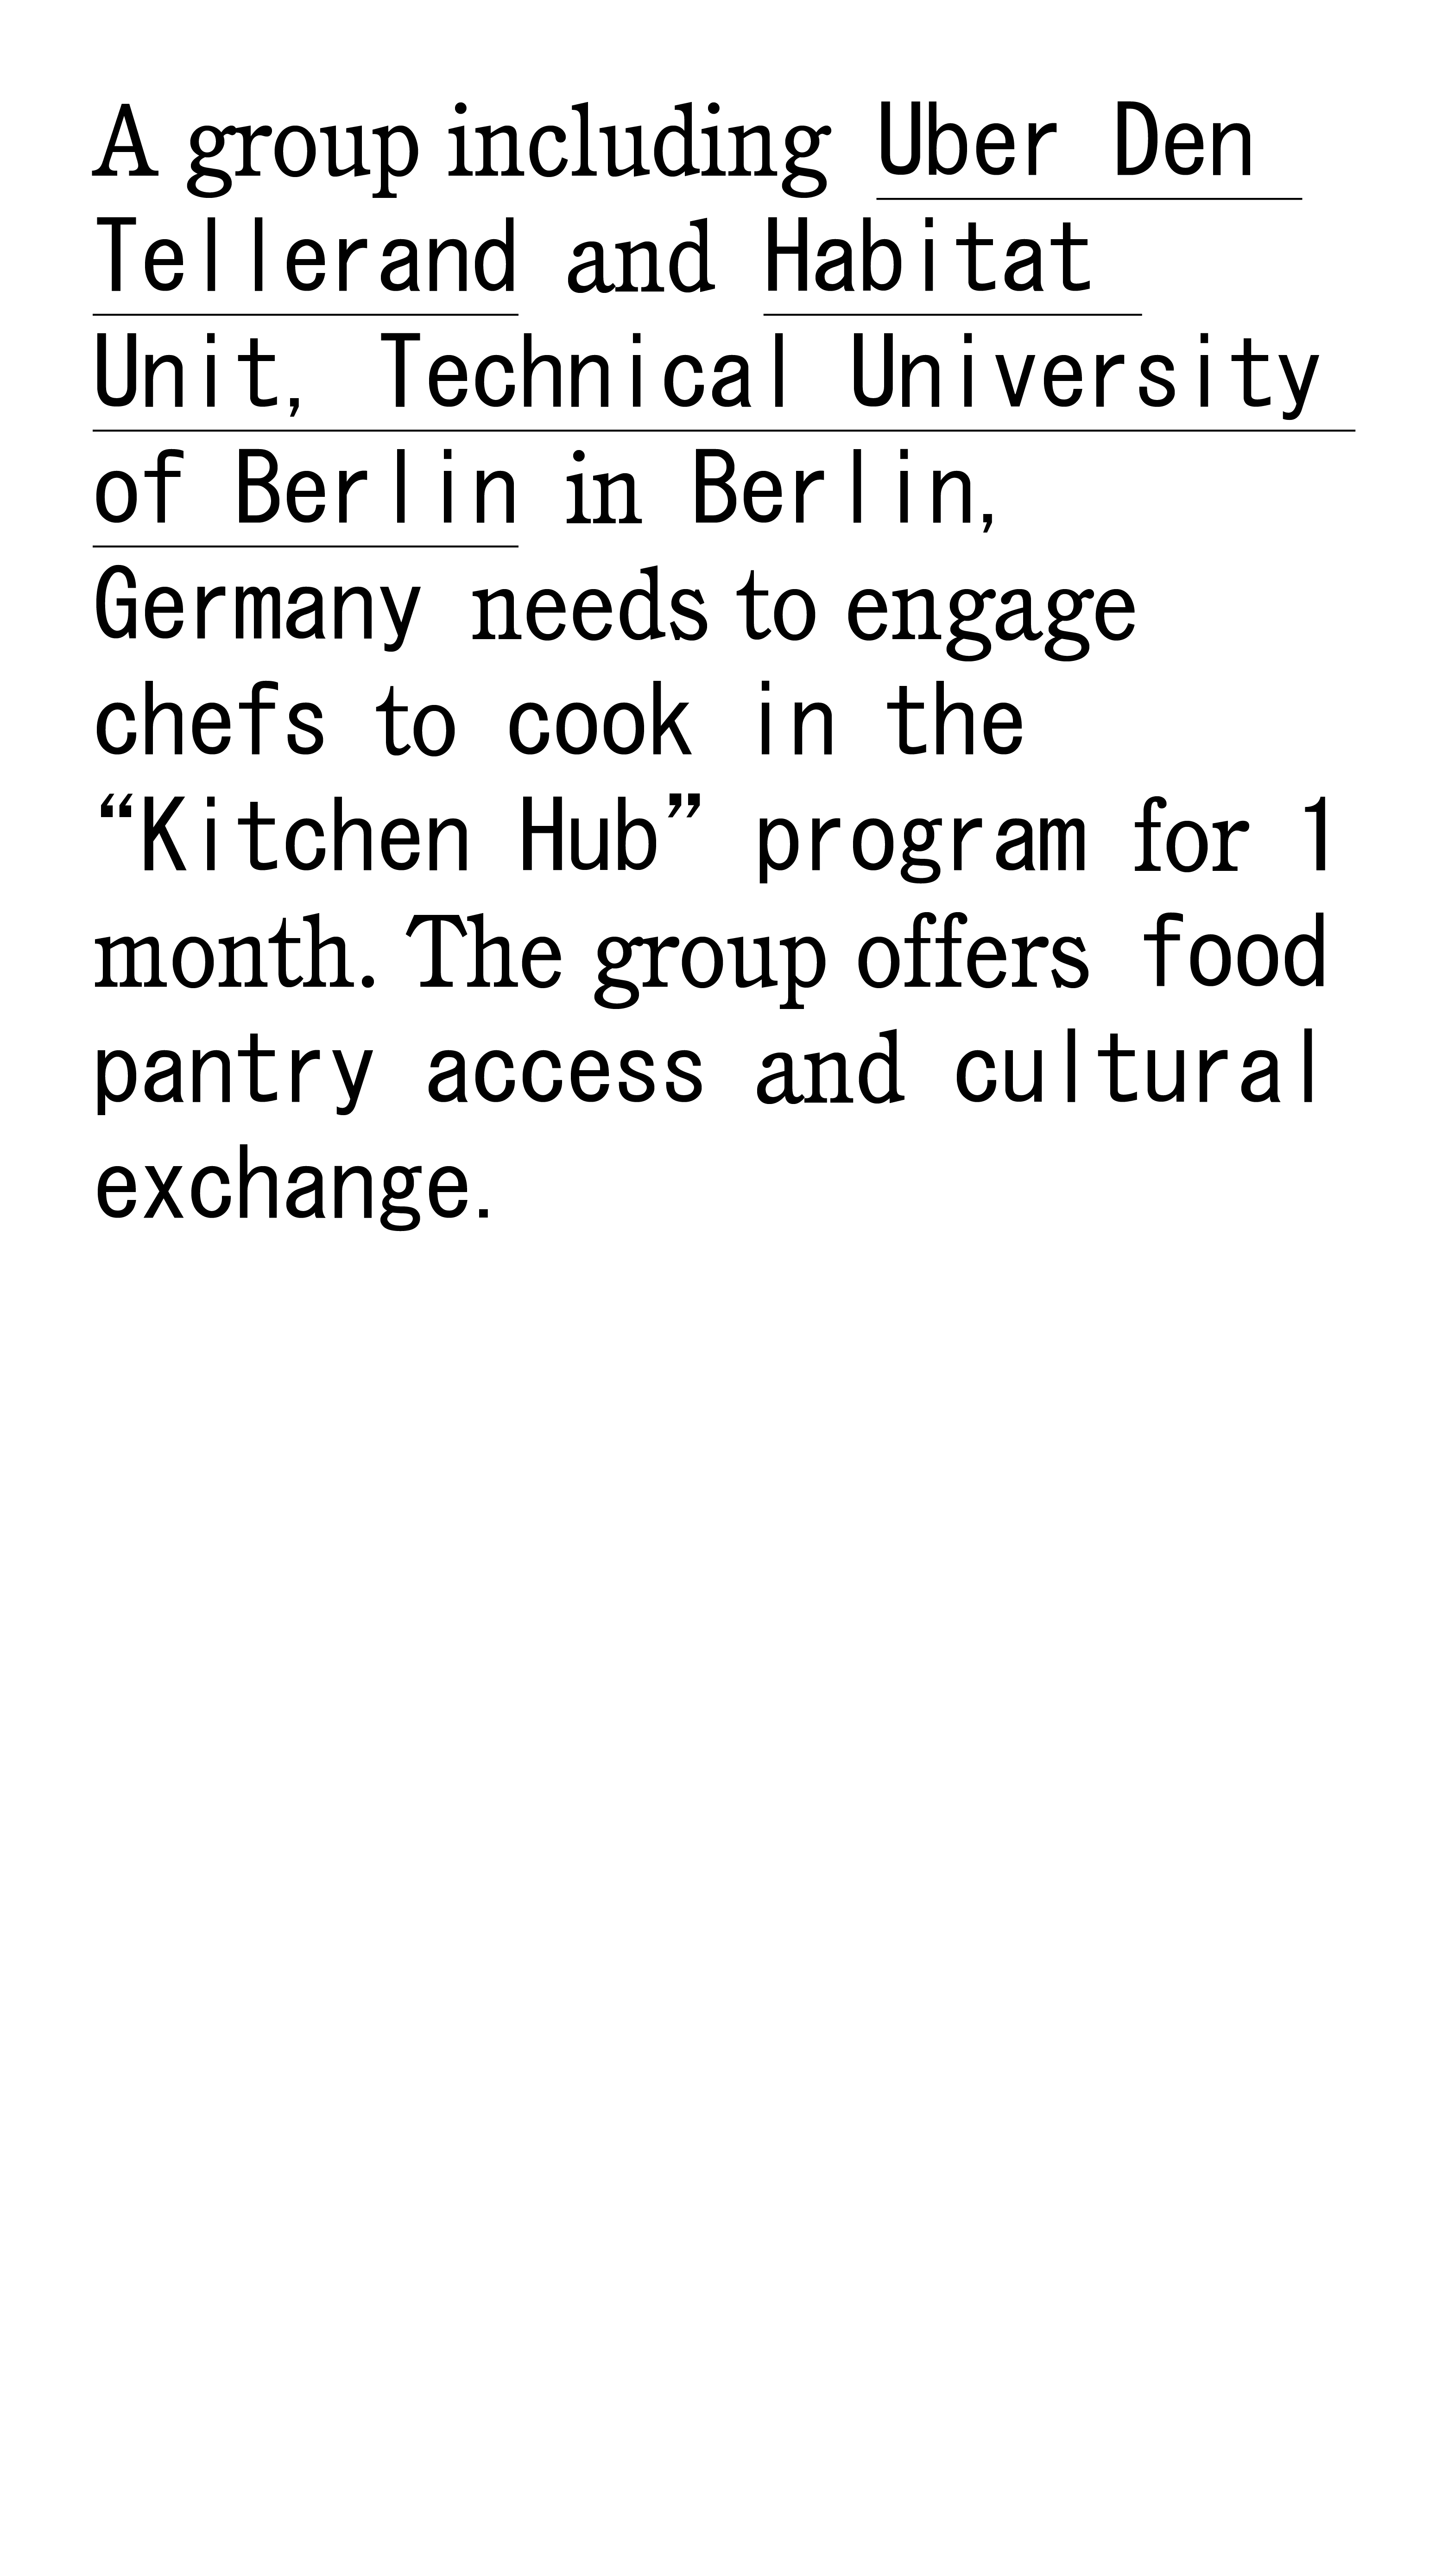 A group including Uber Den
Tellerand and Habitat
Unit, Technical University
of Berlin in Berlin,
Germany needs to engage
chefs to cook in the
“Kitchen Hub” program for 1
month. The group offers food
pantry access and cultural
exchange.